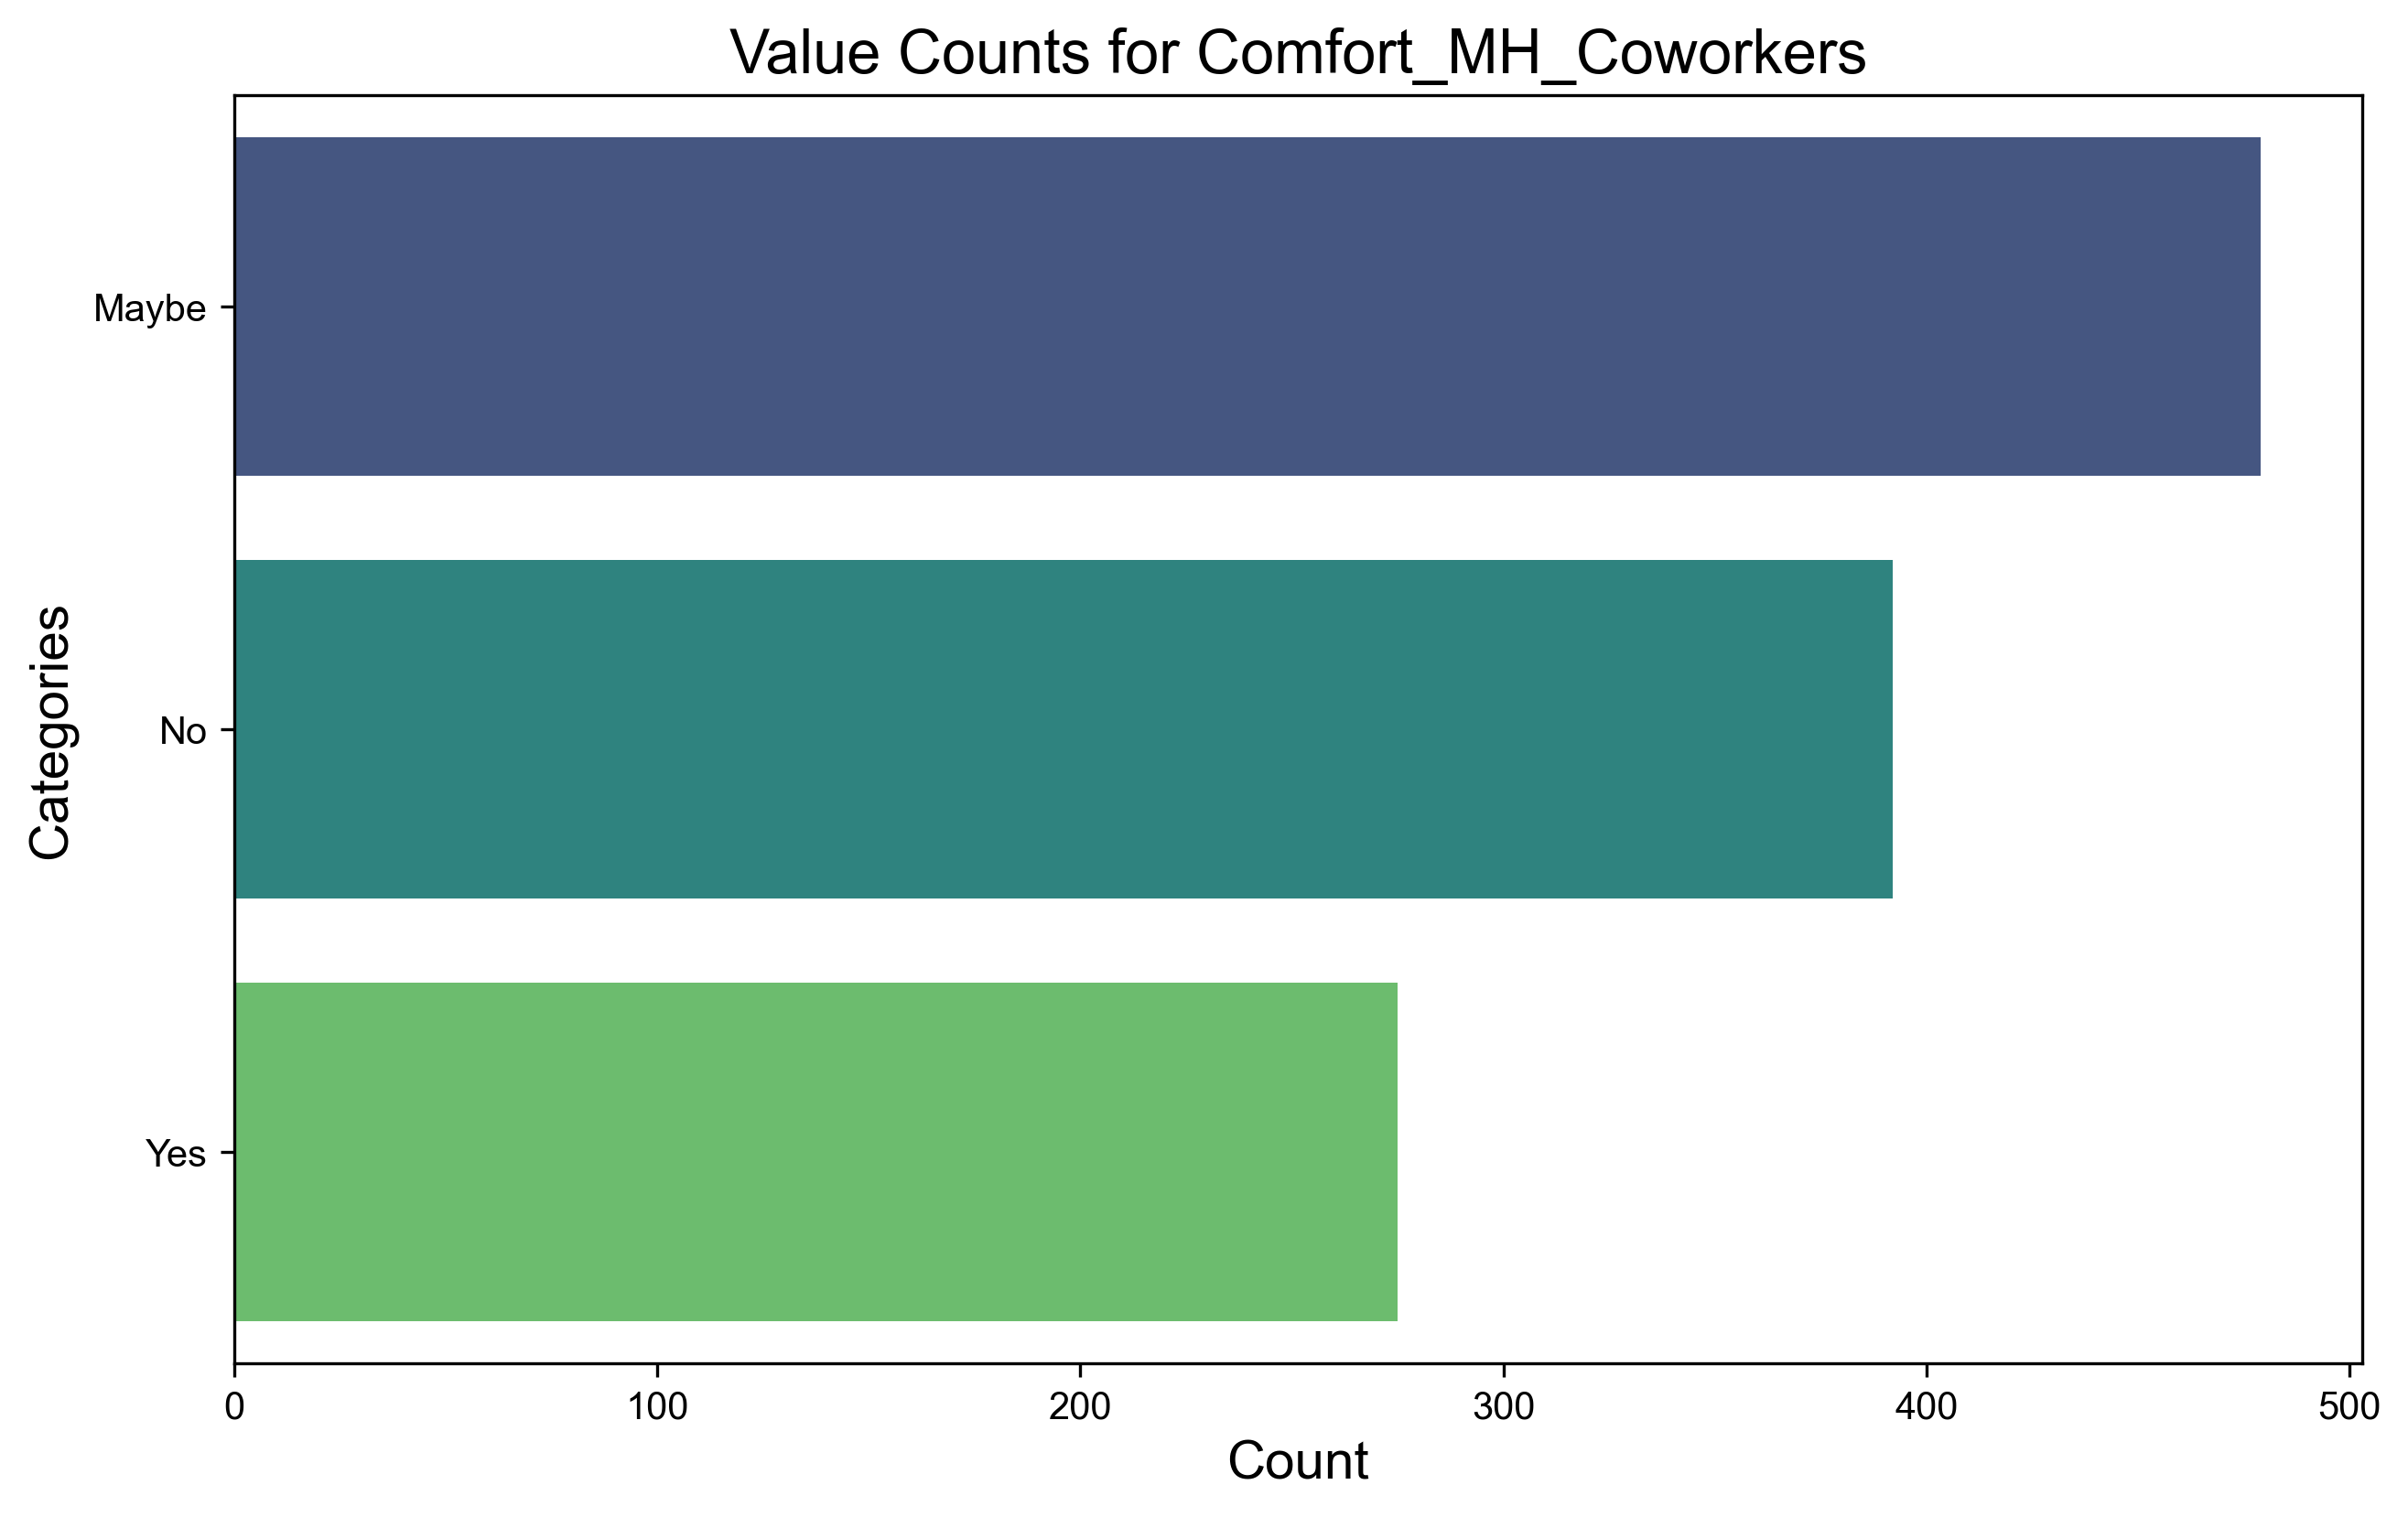 Value Counts for Comfort_MH_Coworkers
Categories
Maybe
No
Yes
0 100 200 300 400 500
Count